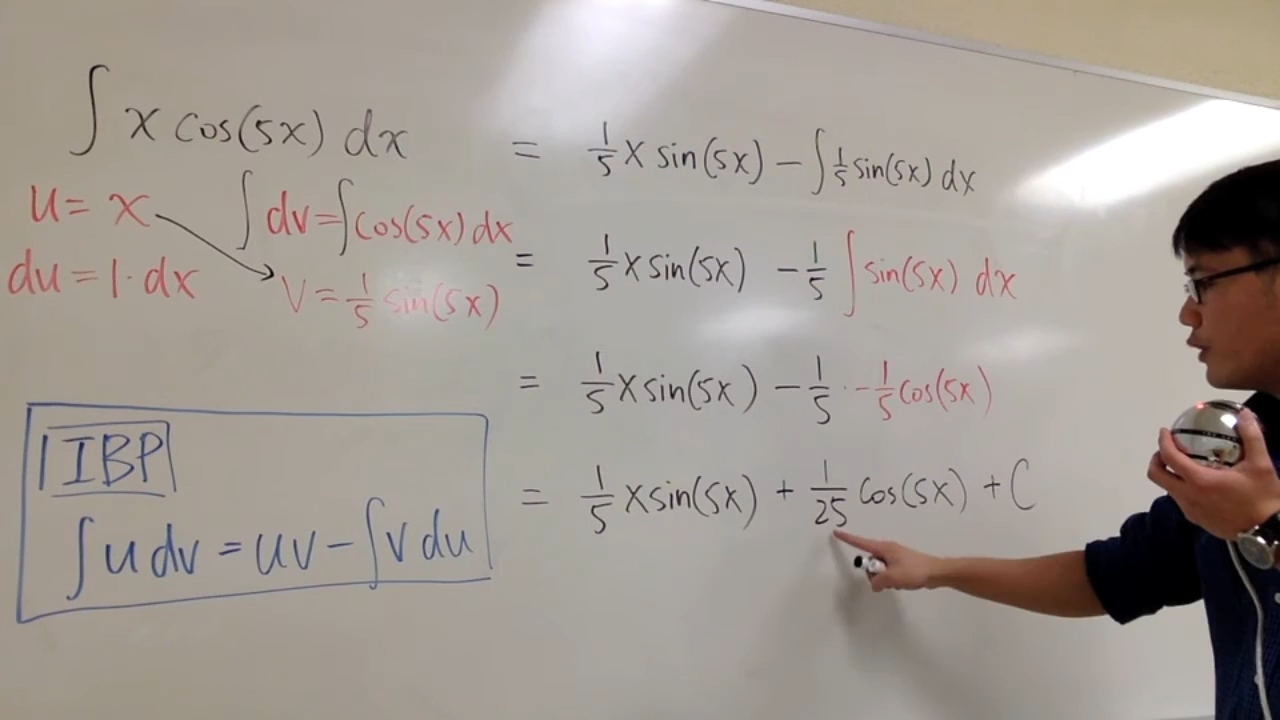 ∫ x cos(5x) dx = 1/5 x sin(5x) − ∫ 1/5 sin(5x) dx
u = x ∫ dv = ∫ cos(5x) dx
du = 1·dx v = 1/5 sin(5x)
= 1/5 x sin(5x) − 1/5 ∫ sin(5x) dx
= 1/5 x sin(5x) − 1/5 · −1/5 cos(5x)
= 1/5 x sin(5x) + 1/25 cos(5x) + C
IBP
∫ u dv = uv − ∫ v du